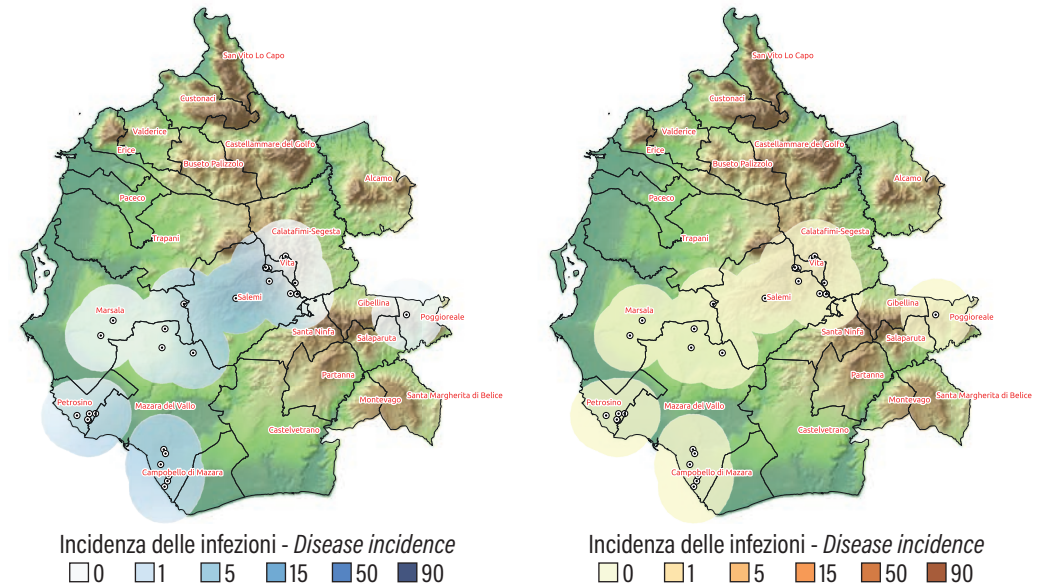 San Vito Lo Capo
Custonaci
Valderice
Erice
Castellammare del Golfo
Buseto Palizzolo
Alcamo
Paceco
Calatafimi-Segesta
Trapani
Vita
Salemi
Gibellina
Marsala
Poggioreale
Santa Ninfa
Salaparuta
Partanna
Santa Margherita di Belice
Montevago
Petrosino
Mazara del Vallo
Castelvetrano
Campobello di Mazara
Incidenza delle infezioni - Disease incidence
0 1 5 15 50 90
San Vito Lo Capo
Custonaci
Valderice
Erice
Castellammare del Golfo
Buseto Palizzolo
Alcamo
Paceco
Calatafimi-Segesta
Trapani
Vita
Salemi
Gibellina
Marsala
Poggioreale
Santa Ninfa
Salaparuta
Partanna
Santa Margherita di Belice
Montevago
Petrosino
Mazara del Vallo
Castelvetrano
Campobello di Mazara
Incidenza delle infezioni - Disease incidence
0 1 5 15 50 90